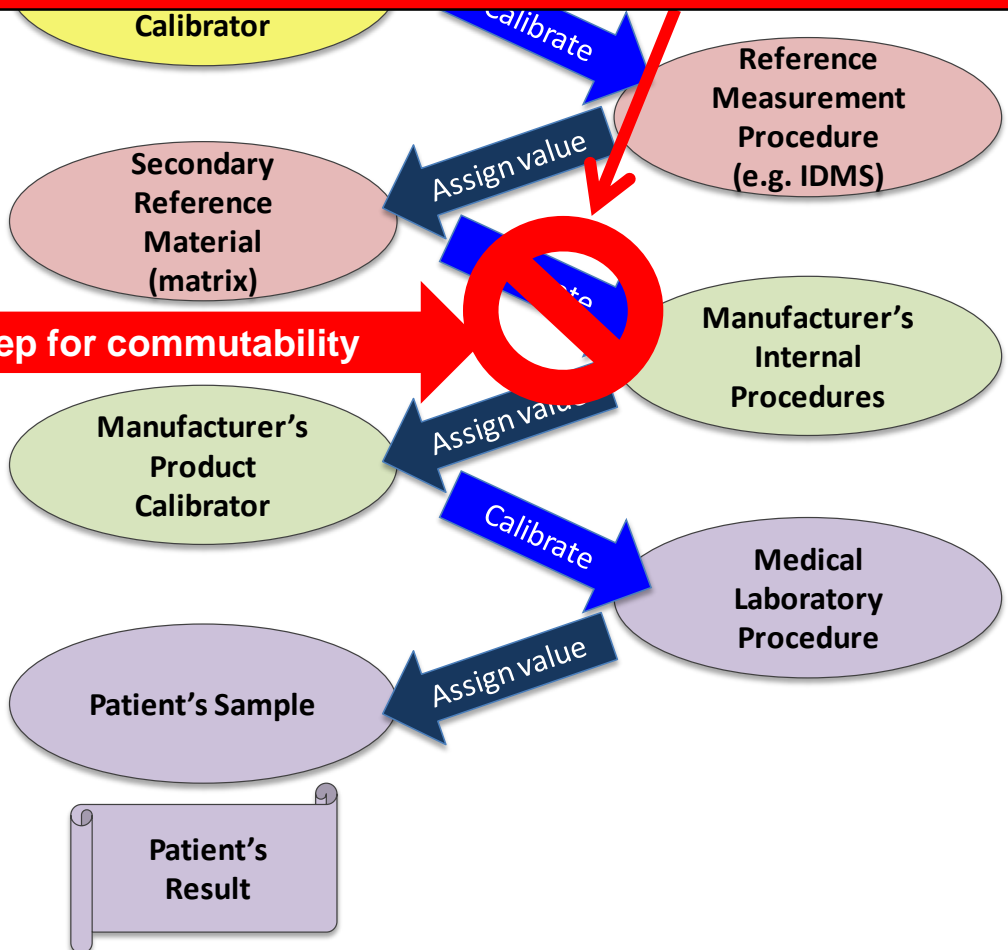 Calibrator
Calibrate
Reference
Measurement
Procedure
(e.g. IDMS)
Assign value
Secondary
Reference
Material
(matrix)
for commutability
Manufacturer's
Internal
Procedures
Assign value
Manufacturer's
Product
Calibrator
Calibrate
Medical
Laboratory
Procedure
Assign value
Patient's Sample
Patient's
Result